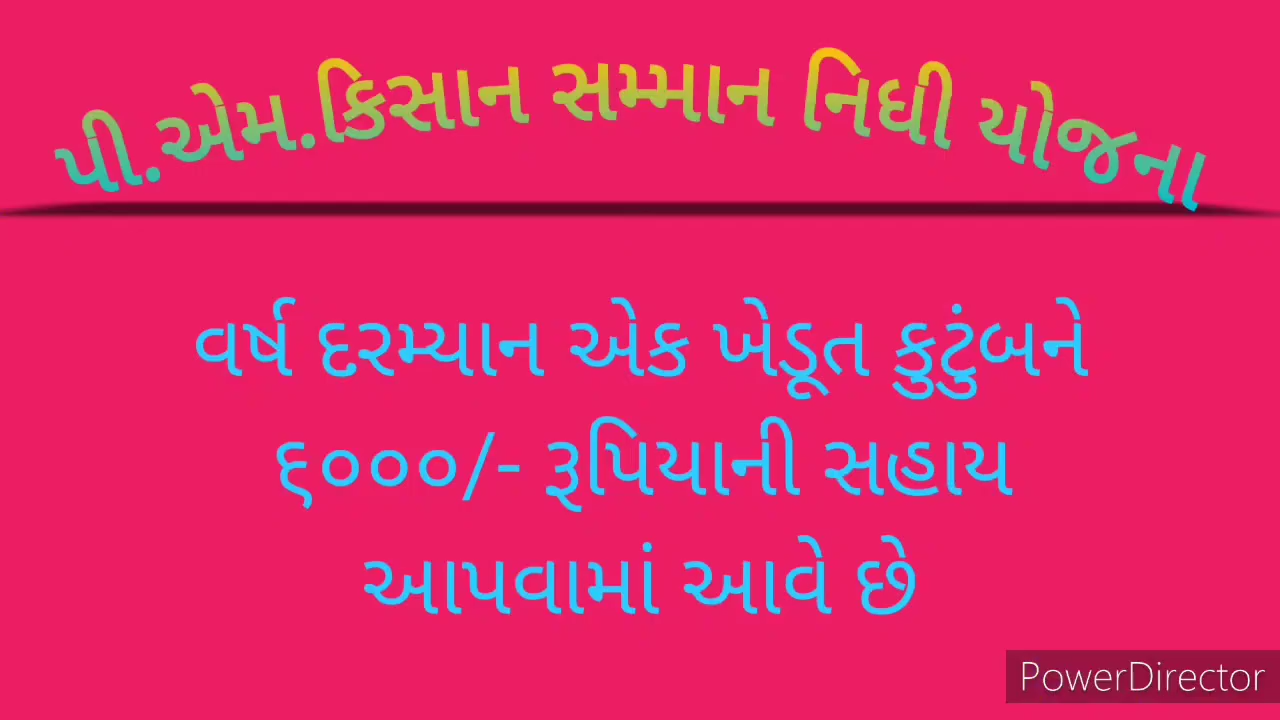 પી.એમ.કિસાન સમ્માન નિધી યોજના
વર્ષ દરમ્યાન એક ખેડૂત કુટુંબને
૬૦૦૦/- રૂપિયાની સહાય
આપવામાં આવે છે
PowerDirector